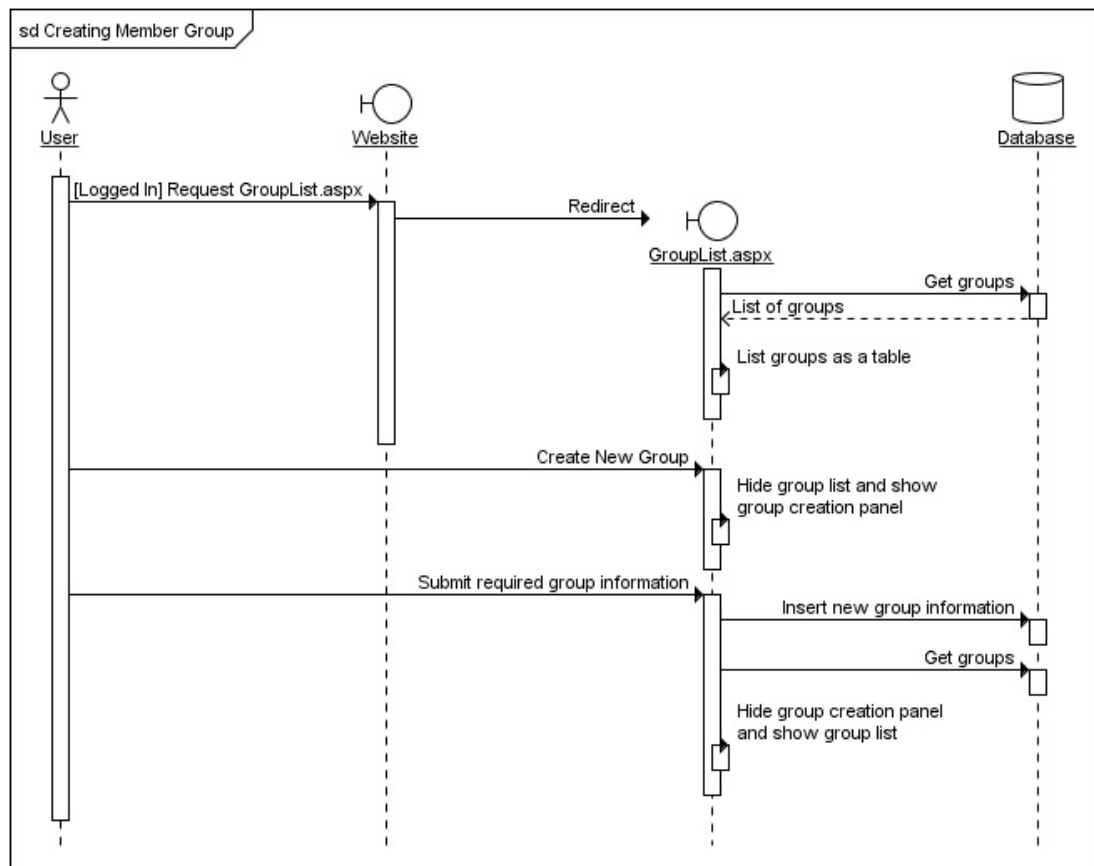 sd Creating Member Group
User
Website
Database
[Logged In] Request GroupList.aspx
Redirect
GroupList.aspx
Get groups
List of groups
List groups as a table
Create New Group
Hide group list and show
group creation panel
Submit required group information
Insert new group information
Get groups
Hide group creation panel
and show group list